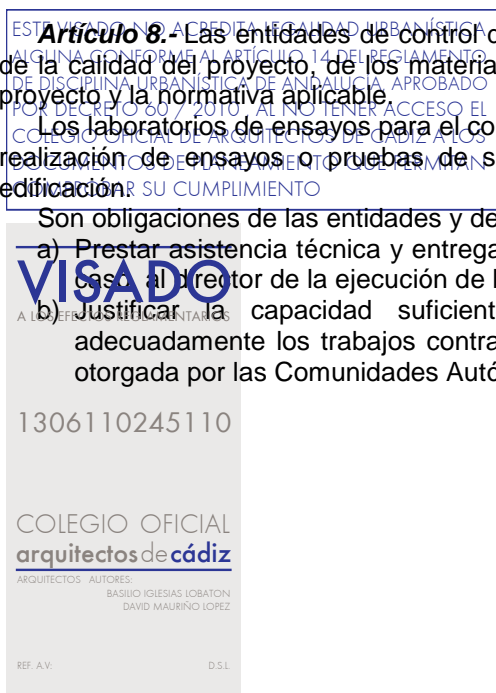 ESTE VISADO NO ACREDITA LEGALIDAD URBANÍSTICA
ALGUNA CONFORME AL ARTÍCULO 14 DEL REGLAMENTO
DE DISCIPLINA URBANÍSTICA DE ANDALUCÍA, APROBADO
POR DECRETO 60 / 2010 AL NO TENER ACCESO EL
COLEGIO OFICIAL DE ARQUITECTOS DE CÁDIZ A LOS
DOCUMENTOS DE PLANEAMIENTO QUE PERMITAN
COMPROBAR SU CUMPLIMIENTO
Artículo 8.- Las entidades de control
de la calidad del proyecto, de los materia
proyecto y la normativa aplicable.
Los laboratorios de ensayos para el co
realización de ensayos o pruebas de s
edificación.
Son obligaciones de las entidades y de
a) Prestar asistencia técnica y entrega
caso, al director de la ejecución de l
b) Justificar la capacidad suficient
adecuadamente los trabajos contra
otorgada por las Comunidades Autó
VISADO
A LOS EFECTOS REGLAMENTARIOS
1306110245110
COLEGIO OFICIAL
arquitectos de cádiz
ARQUITECTOS AUTORES:
BASILIO IGLESIAS LOBATON
DAVID MAURIÑO LOPEZ
REF. A.V: D.S.L